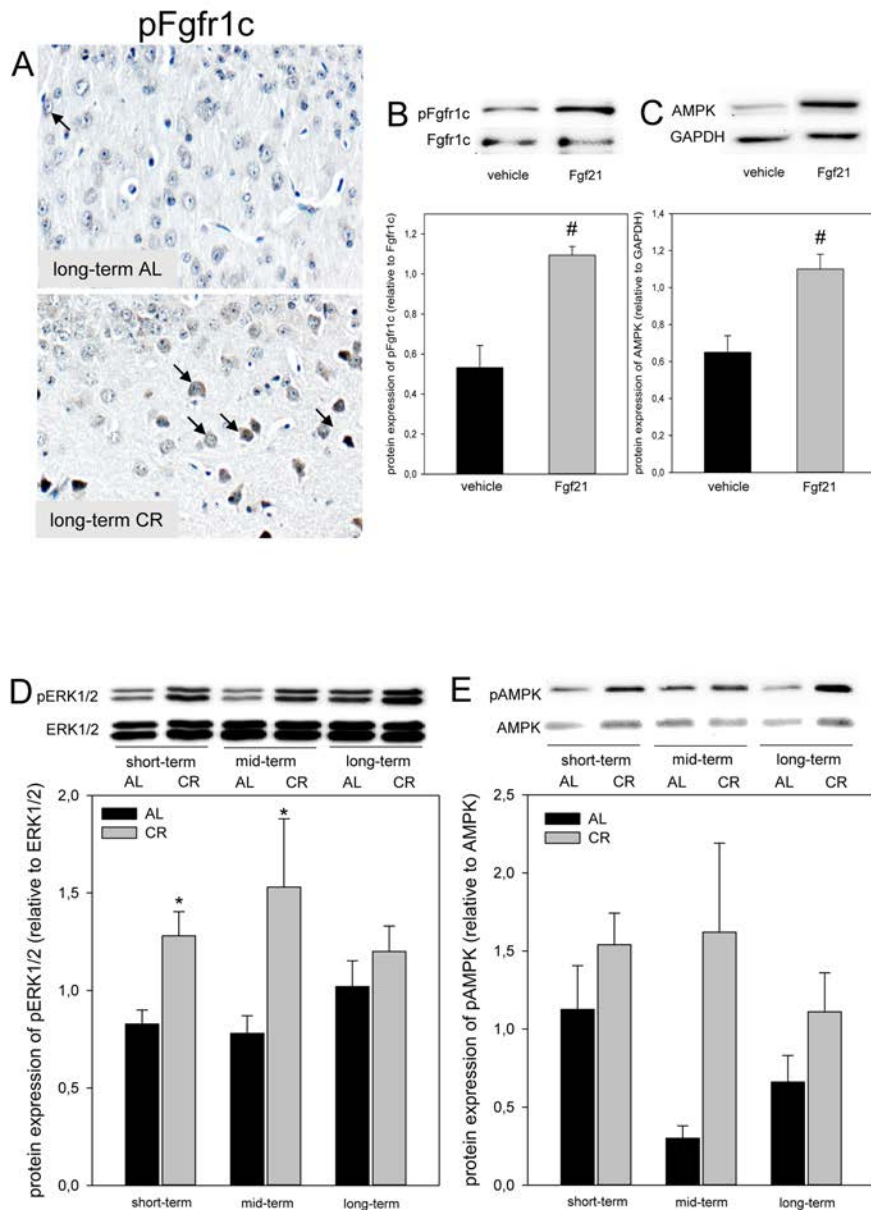 pFgfr1c
A
long-term AL
long-term CR
B
pFgfr1c
Fgfr1c
vehicle Fgf21
protein expression of pFgfr1c (relative to Fgfr1c)
1,2
1,0
0,8
0,6
0,4
0,2
0,0
#
vehicle Fgf21
C
AMPK
GAPDH
vehicle Fgf21
protein expression of AMPK (relative to GAPDH)
1,4
1,2
1,0
0,8
0,6
0,4
0,2
0,0
#
vehicle Fgf21
D
pERK1/2
ERK1/2
short-term mid-term long-term
AL CR AL CR AL CR
protein expression of pERK1/2 (relative to ERK1/2)
2,0
1,5
1,0
0,5
0,0
AL
CR
* *
short-term mid-term long-term
E
pAMPK
AMPK
short-term mid-term long-term
AL CR AL CR AL CR
protein expression of pAMPK (relative to AMPK)
2,5
2,0
1,5
1,0
0,5
0,0
AL
CR
short-term mid-term long-term